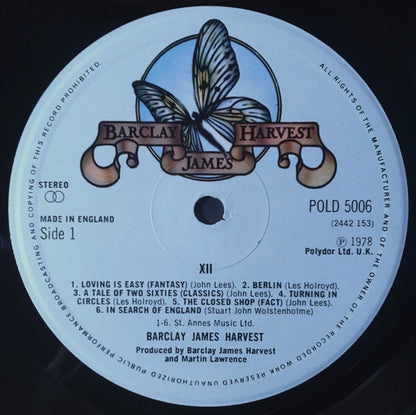 ALL RIGHTS OF THE RECORDED MUSIC PRODUCER AND OF THE OWNER OF THE RECORDED WORK RESERVED UNAUTHORIZED PUBLIC PERFORMANCE BROADCASTING AND COPYING OF THIS RECORD PROHIBITED
BARCLAY JAMES HARVEST
STEREO
POLD 5006
(2442 153)
MADE IN ENGLAND
Side 1
℗ 1978
Polydor Ltd. U.K.
XII
1. LOVING IS EASY (FANTASY) (John Lees). 2. BERLIN (Les Holroyd).
3. A TALE OF TWO SIXTIES (CLASSICS) (John Lees). 4. TURNING IN
CIRCLES (Les Holroyd). 5. THE CLOSED SHOP (FACT) (John Lees).
6. IN SEARCH OF ENGLAND (Stuart John Wolstenholme)
1-6. St. Annes Music Ltd.
BARCLAY JAMES HARVEST
Produced by Barclay James Harvest
and Martin Lawrence